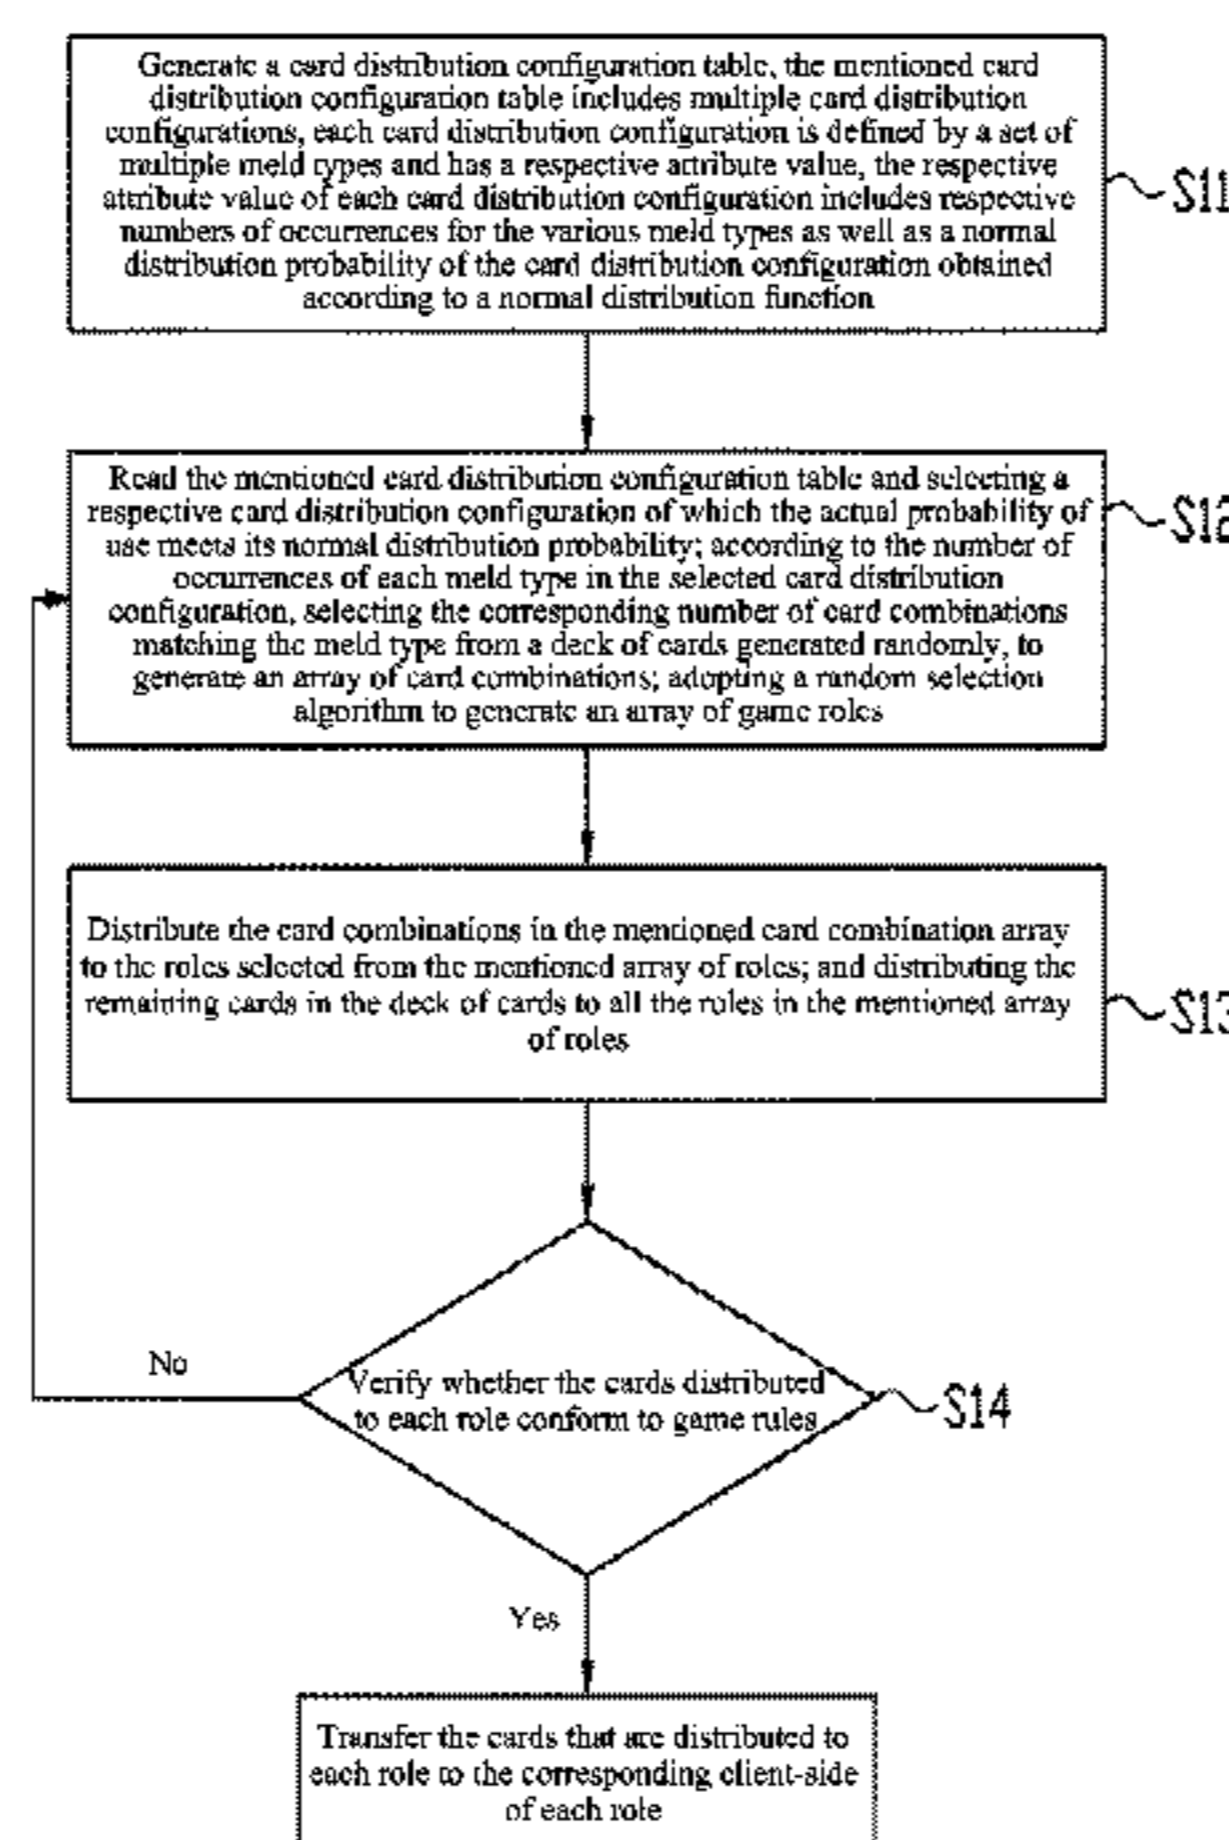 Generate a card distribution configuration table, the mentioned card
distribution configuration table includes multiple card distribution
configurations, each card distribution configuration is defined by a set of
multiple meld types and has a respective attribute value, the respective
attribute value of each card distribution configuration includes respective
numbers of occurrences for the various meld types as well as a normal
distribution probability of the card distribution configuration obtained
according to a normal distribution function
S11
Read the mentioned card distribution configuration table and selecting a
respective card distribution configuration of which the actual probability of
use meets its normal distribution probability; according to the number of
occurrences of each meld type in the selected card distribution
configuration, selecting the corresponding number of card combinations
matching the meld type from a deck of cards generated randomly, to
generate an array of card combinations; adopting a random selection
algorithm to generate an array of game roles
S12
Distribute the card combinations in the mentioned card combination array
to the roles selected from the mentioned array of roles; and distributing the
remaining cards in the deck of cards to all the roles in the mentioned array
of roles
S13
Verify whether the cards distributed
to each role conform to game rules
S14
No
Yes
Transfer the cards that are distributed to
each role to the corresponding client-side
of each role